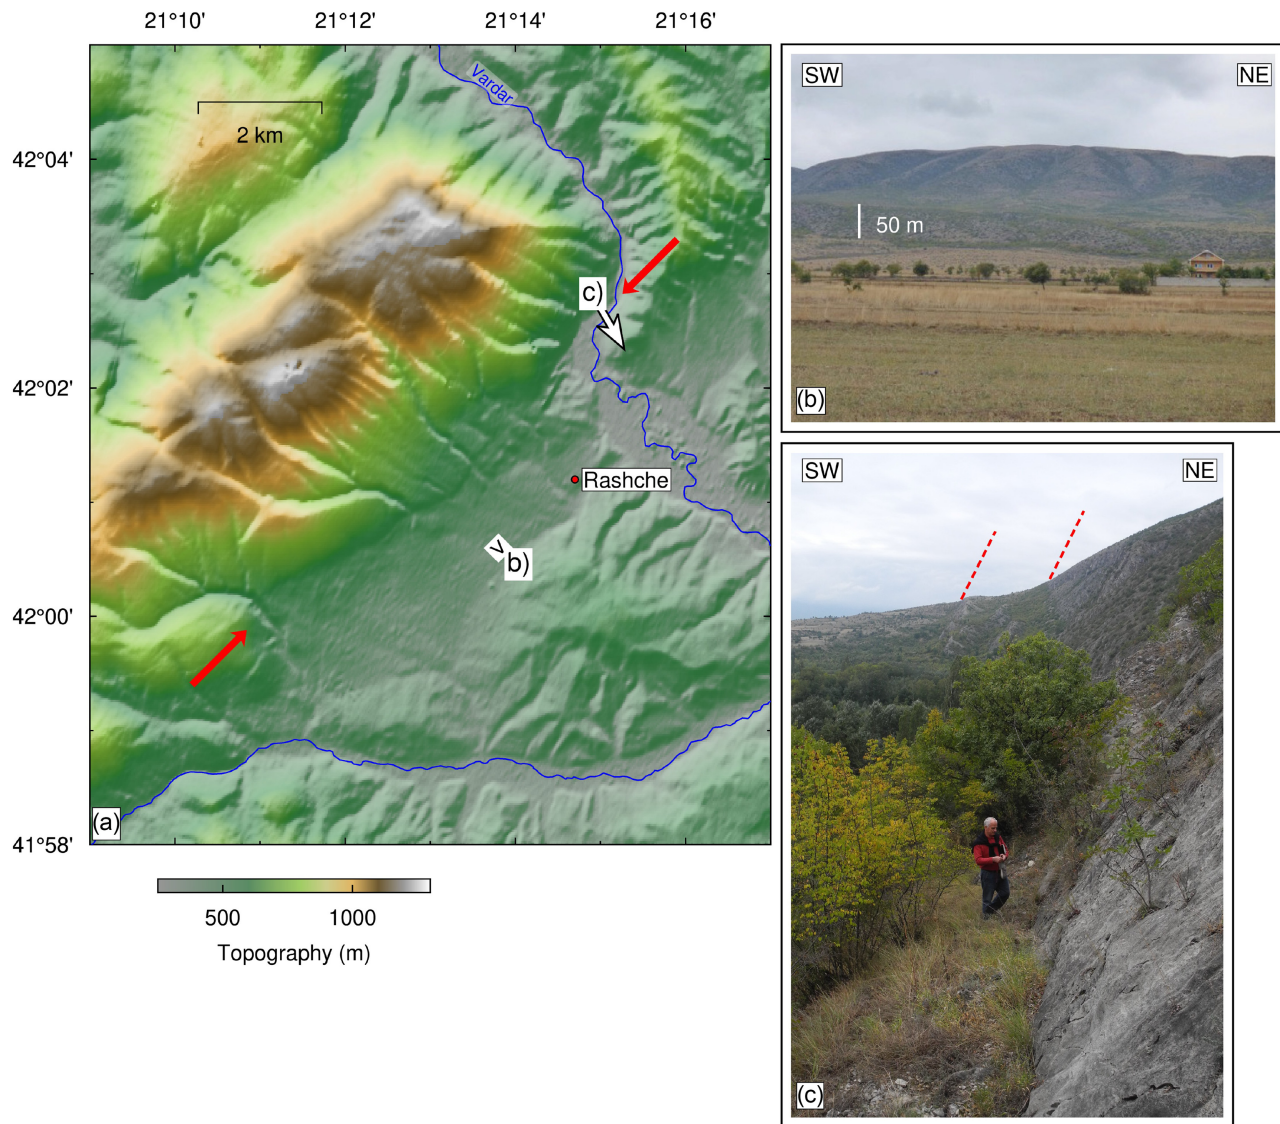 21°10'
21°12'
21°14'
21°16'
42°04'
42°02'
42°00'
41°58'
2 km
Vardar
c)
Rashche
b)
(a)
500
1000
Topography (m)
SW
NE
50 m
(b)
SW
NE
(c)